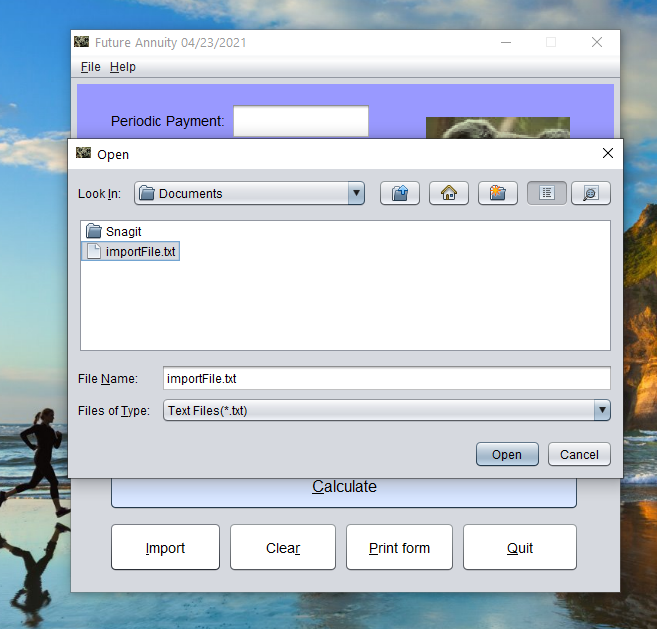 Future Annuity 04/23/2021
File Help
Periodic Payment:
Open
Look In: Documents
Snagit
importFile.txt
File Name: importFile.txt
Files of Type: Text Files(*.txt)
Open Cancel
Calculate
Import Clear Print form Quit